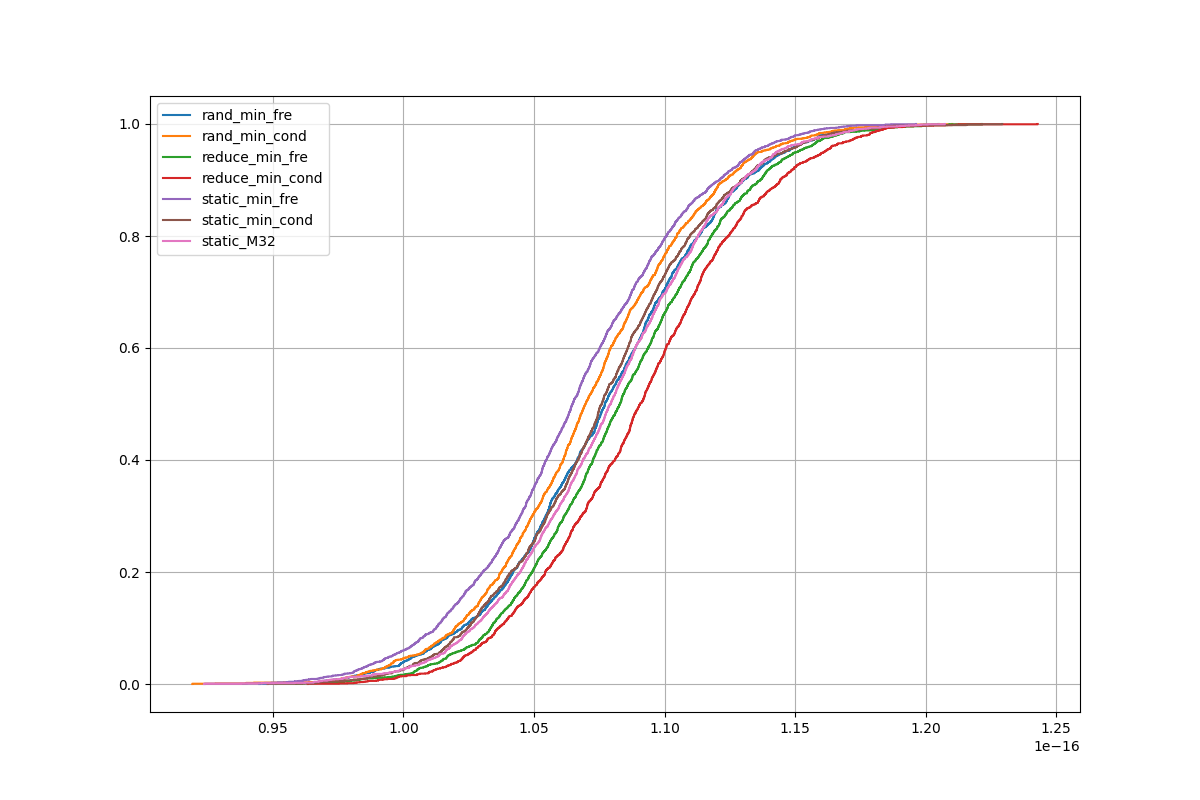 rand_min_fre
rand_min_cond
reduce_min_fre
reduce_min_cond
static_min_fre
static_min_cond
static_M32
1.0
0.8
0.6
0.4
0.2
0.0
0.95
1.00
1.05
1.10
1.15
1.20
1.25
1e−16